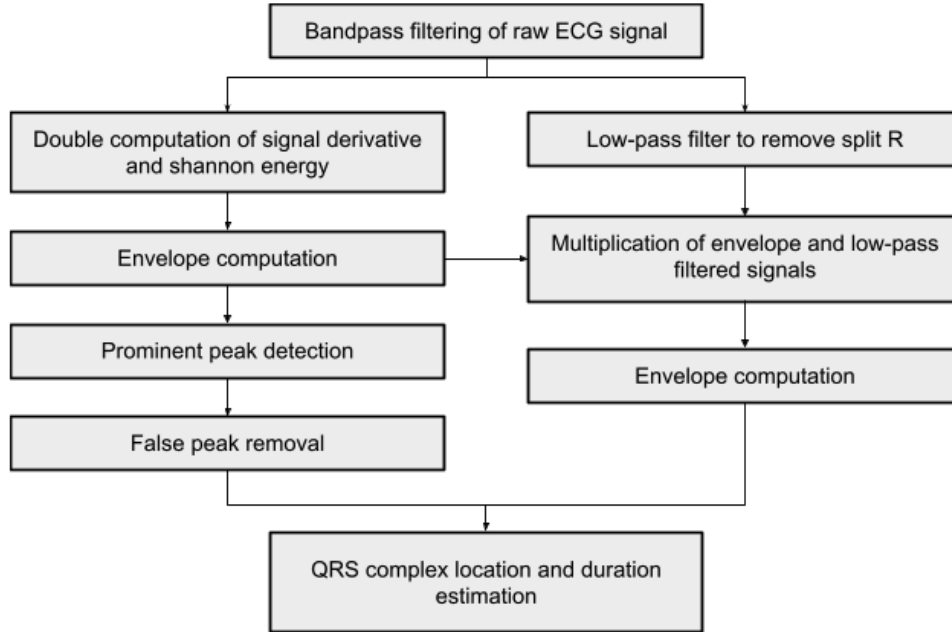 Bandpass filtering of raw ECG signal
Double computation of signal derivative
and shannon energy
Envelope computation
Prominent peak detection
False peak removal
Low-pass filter to remove split R
Multiplication of envelope and low-pass
filtered signals
Envelope computation
QRS complex location and duration
estimation